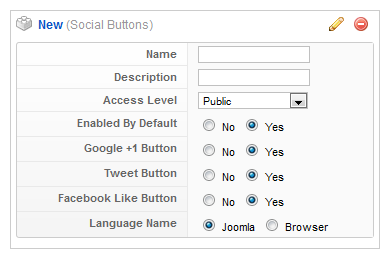 New (Social Buttons)
Name
Description
Access Level Public
Enabled By Default No Yes
Google +1 Button No Yes
Tweet Button No Yes
Facebook Like Button No Yes
Language Name Joomla Browser